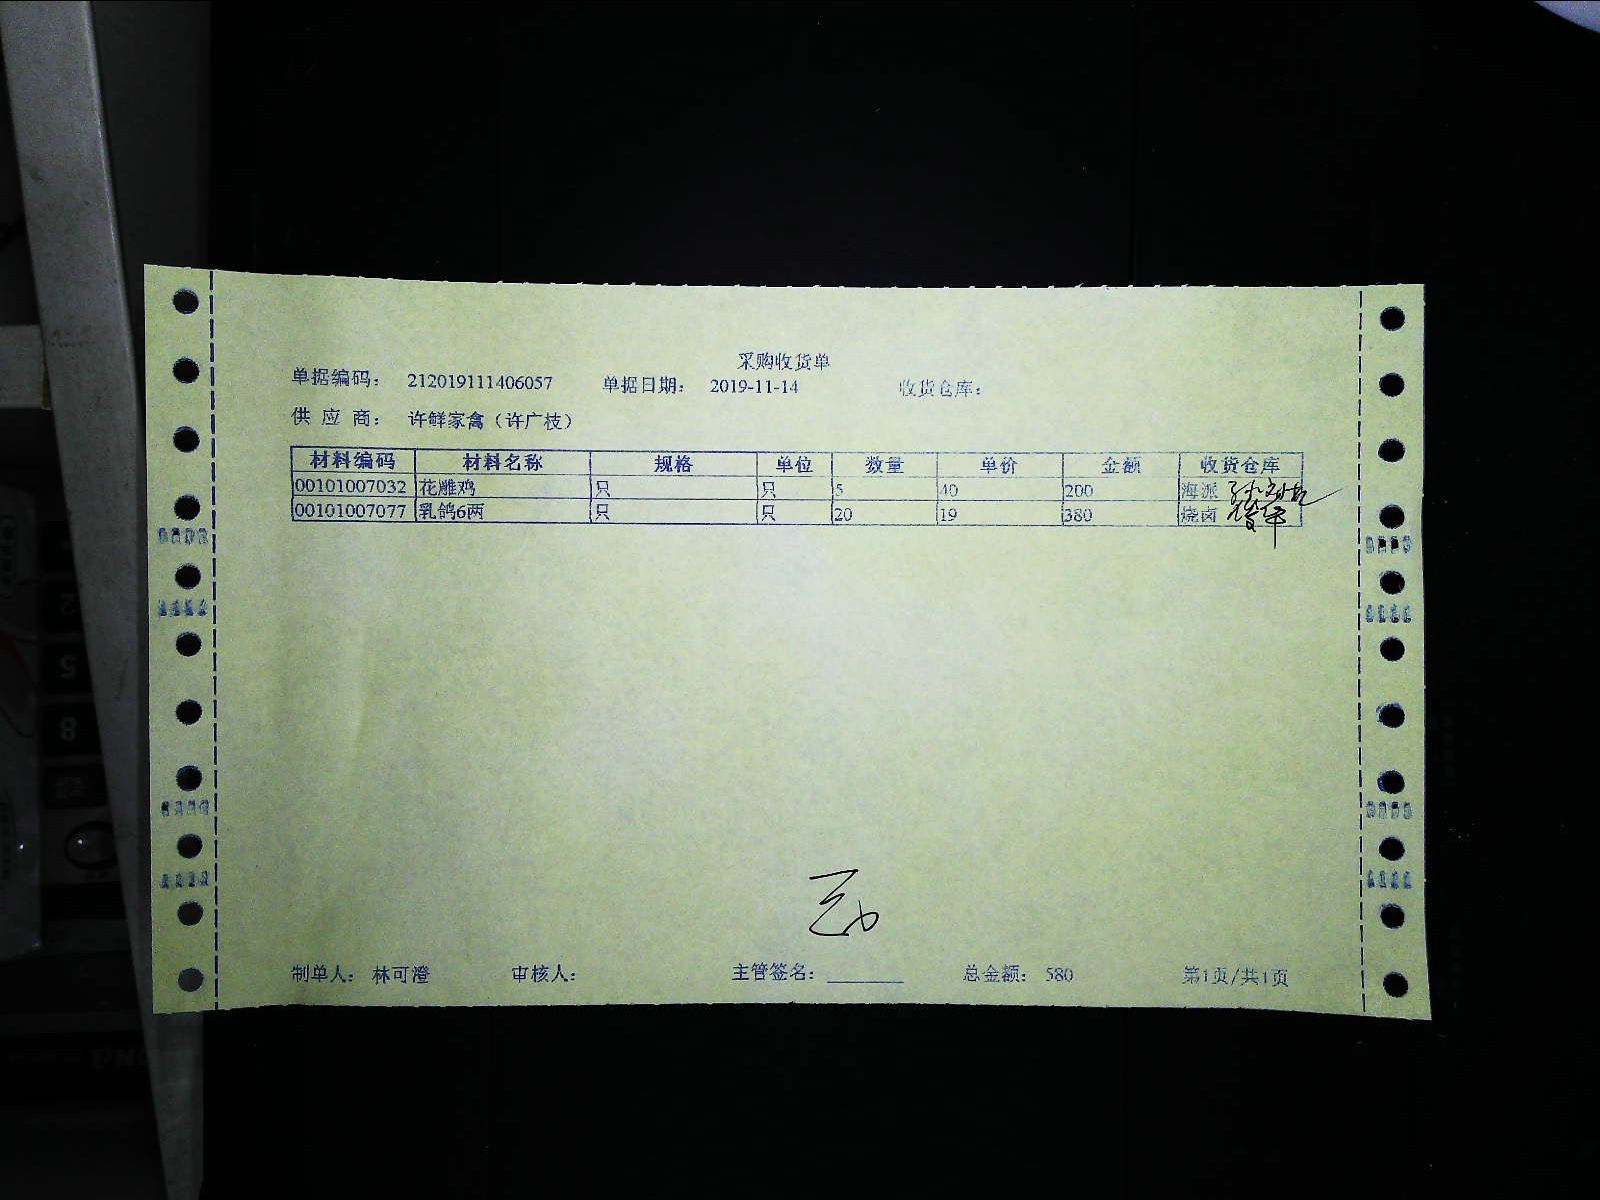 采购收货单
单据编码： 212019111406057 单据日期： 2019-11-14 收货仓库：
供 应 商： 许鲜家禽（许广枝）
材料编码 材料名称 规格 单位 数量 单价 金额 收货仓库
00101007032 花雕鸡 只 只 5 40 200 海派
00101007077 乳鸽6两 只 只 20 19 380 烧卤
制单人： 林可澄 审核人： 主管签名： 总金额： 580 第1页/共1页